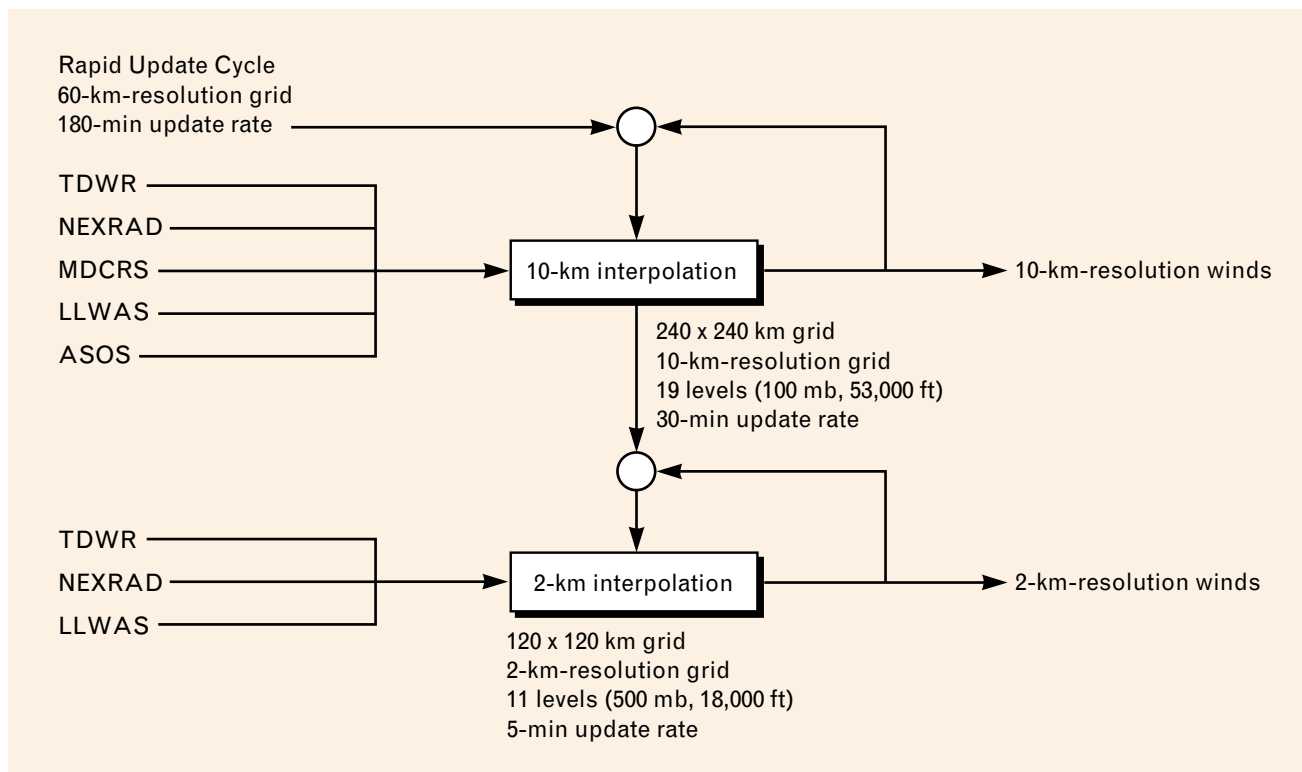 Rapid Update Cycle
60-km-resolution grid
180-min update rate
TDWR
NEXRAD
MDCRS
LLWAS
ASOS
10-km interpolation
10-km-resolution winds
240 x 240 km grid
10-km-resolution grid
19 levels (100 mb, 53,000 ft)
30-min update rate
TDWR
NEXRAD
LLWAS
2-km interpolation
2-km-resolution winds
120 x 120 km grid
2-km-resolution grid
11 levels (500 mb, 18,000 ft)
5-min update rate